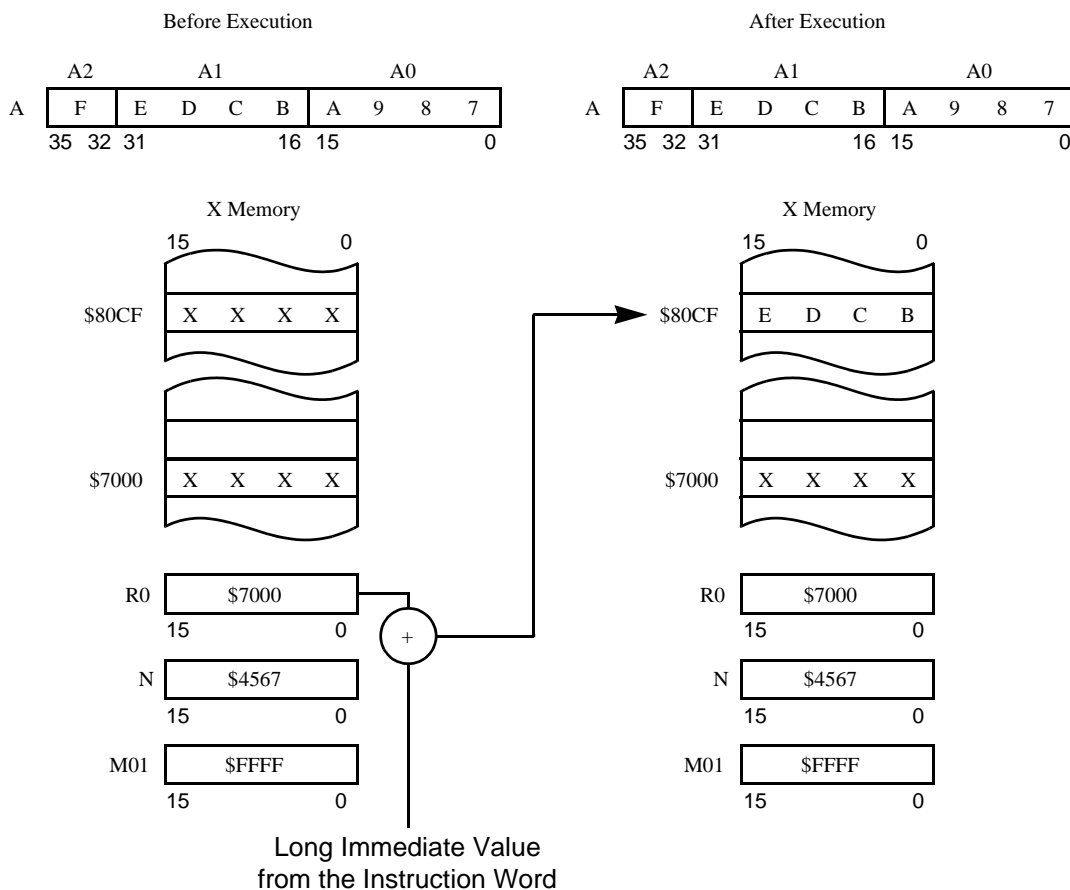 Before Execution After Execution
A2 A1 A0 A2 A1 A0
A F E D C B A 9 8 7 A F E D C B A 9 8 7
35 32 31 16 15 0 35 32 31 16 15 0
X Memory X Memory
15 0 15 0
$80CF X X X X $80CF E D C B
$7000 X X X X $7000 X X X X
R0 $7000 R0 $7000
15 0 15 0
+
N $4567 N $4567
15 0 15 0
M01 $FFFF M01 $FFFF
15 0 15 0
Long Immediate Value
from the Instruction Word